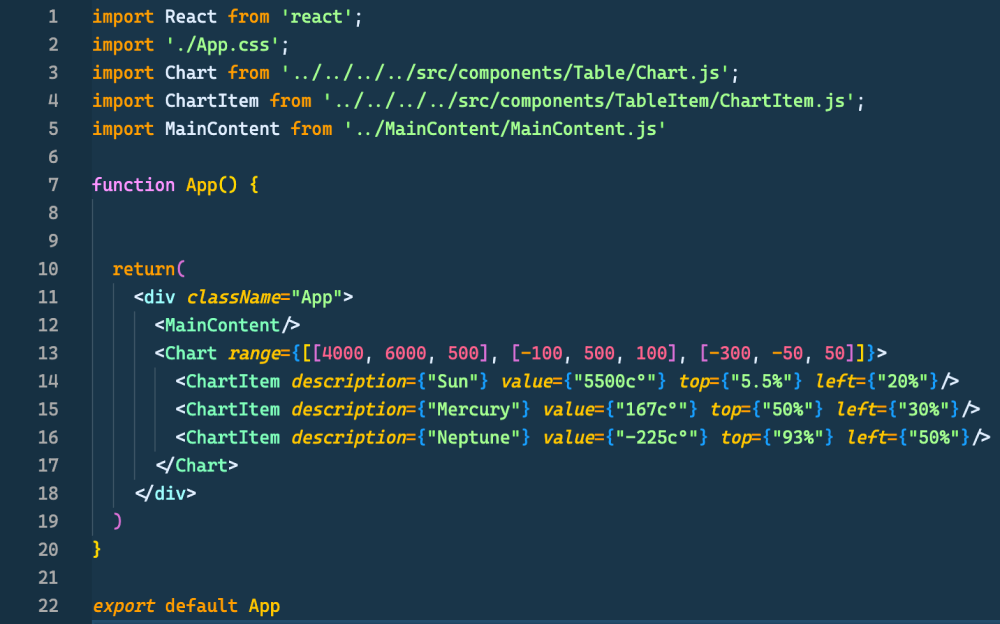 1 import React from 'react';
2 import './App.css';
3 import Chart from '../../../../src/components/Table/Chart.js';
4 import ChartItem from '../../../../src/components/TableItem/ChartItem.js';
5 import MainContent from '../MainContent/MainContent.js'
6
7 function App() {
8
9
10   return(
11     <div className="App">
12       <MainContent/>
13       <Chart range={[[4000, 6000, 500], [-100, 500, 100], [-300, -50, 50]]}>
14         <ChartItem description={"Sun"} value={"5500c°"} top={"5.5%"} left={"20%"}/>
15         <ChartItem description={"Mercury"} value={"167c°"} top={"50%"} left={"30%"}/>
16         <ChartItem description={"Neptune"} value={"-225c°"} top={"93%"} left={"50%"}/>
17       </Chart>
18     </div>
19   )
20 }
21
22 export default App